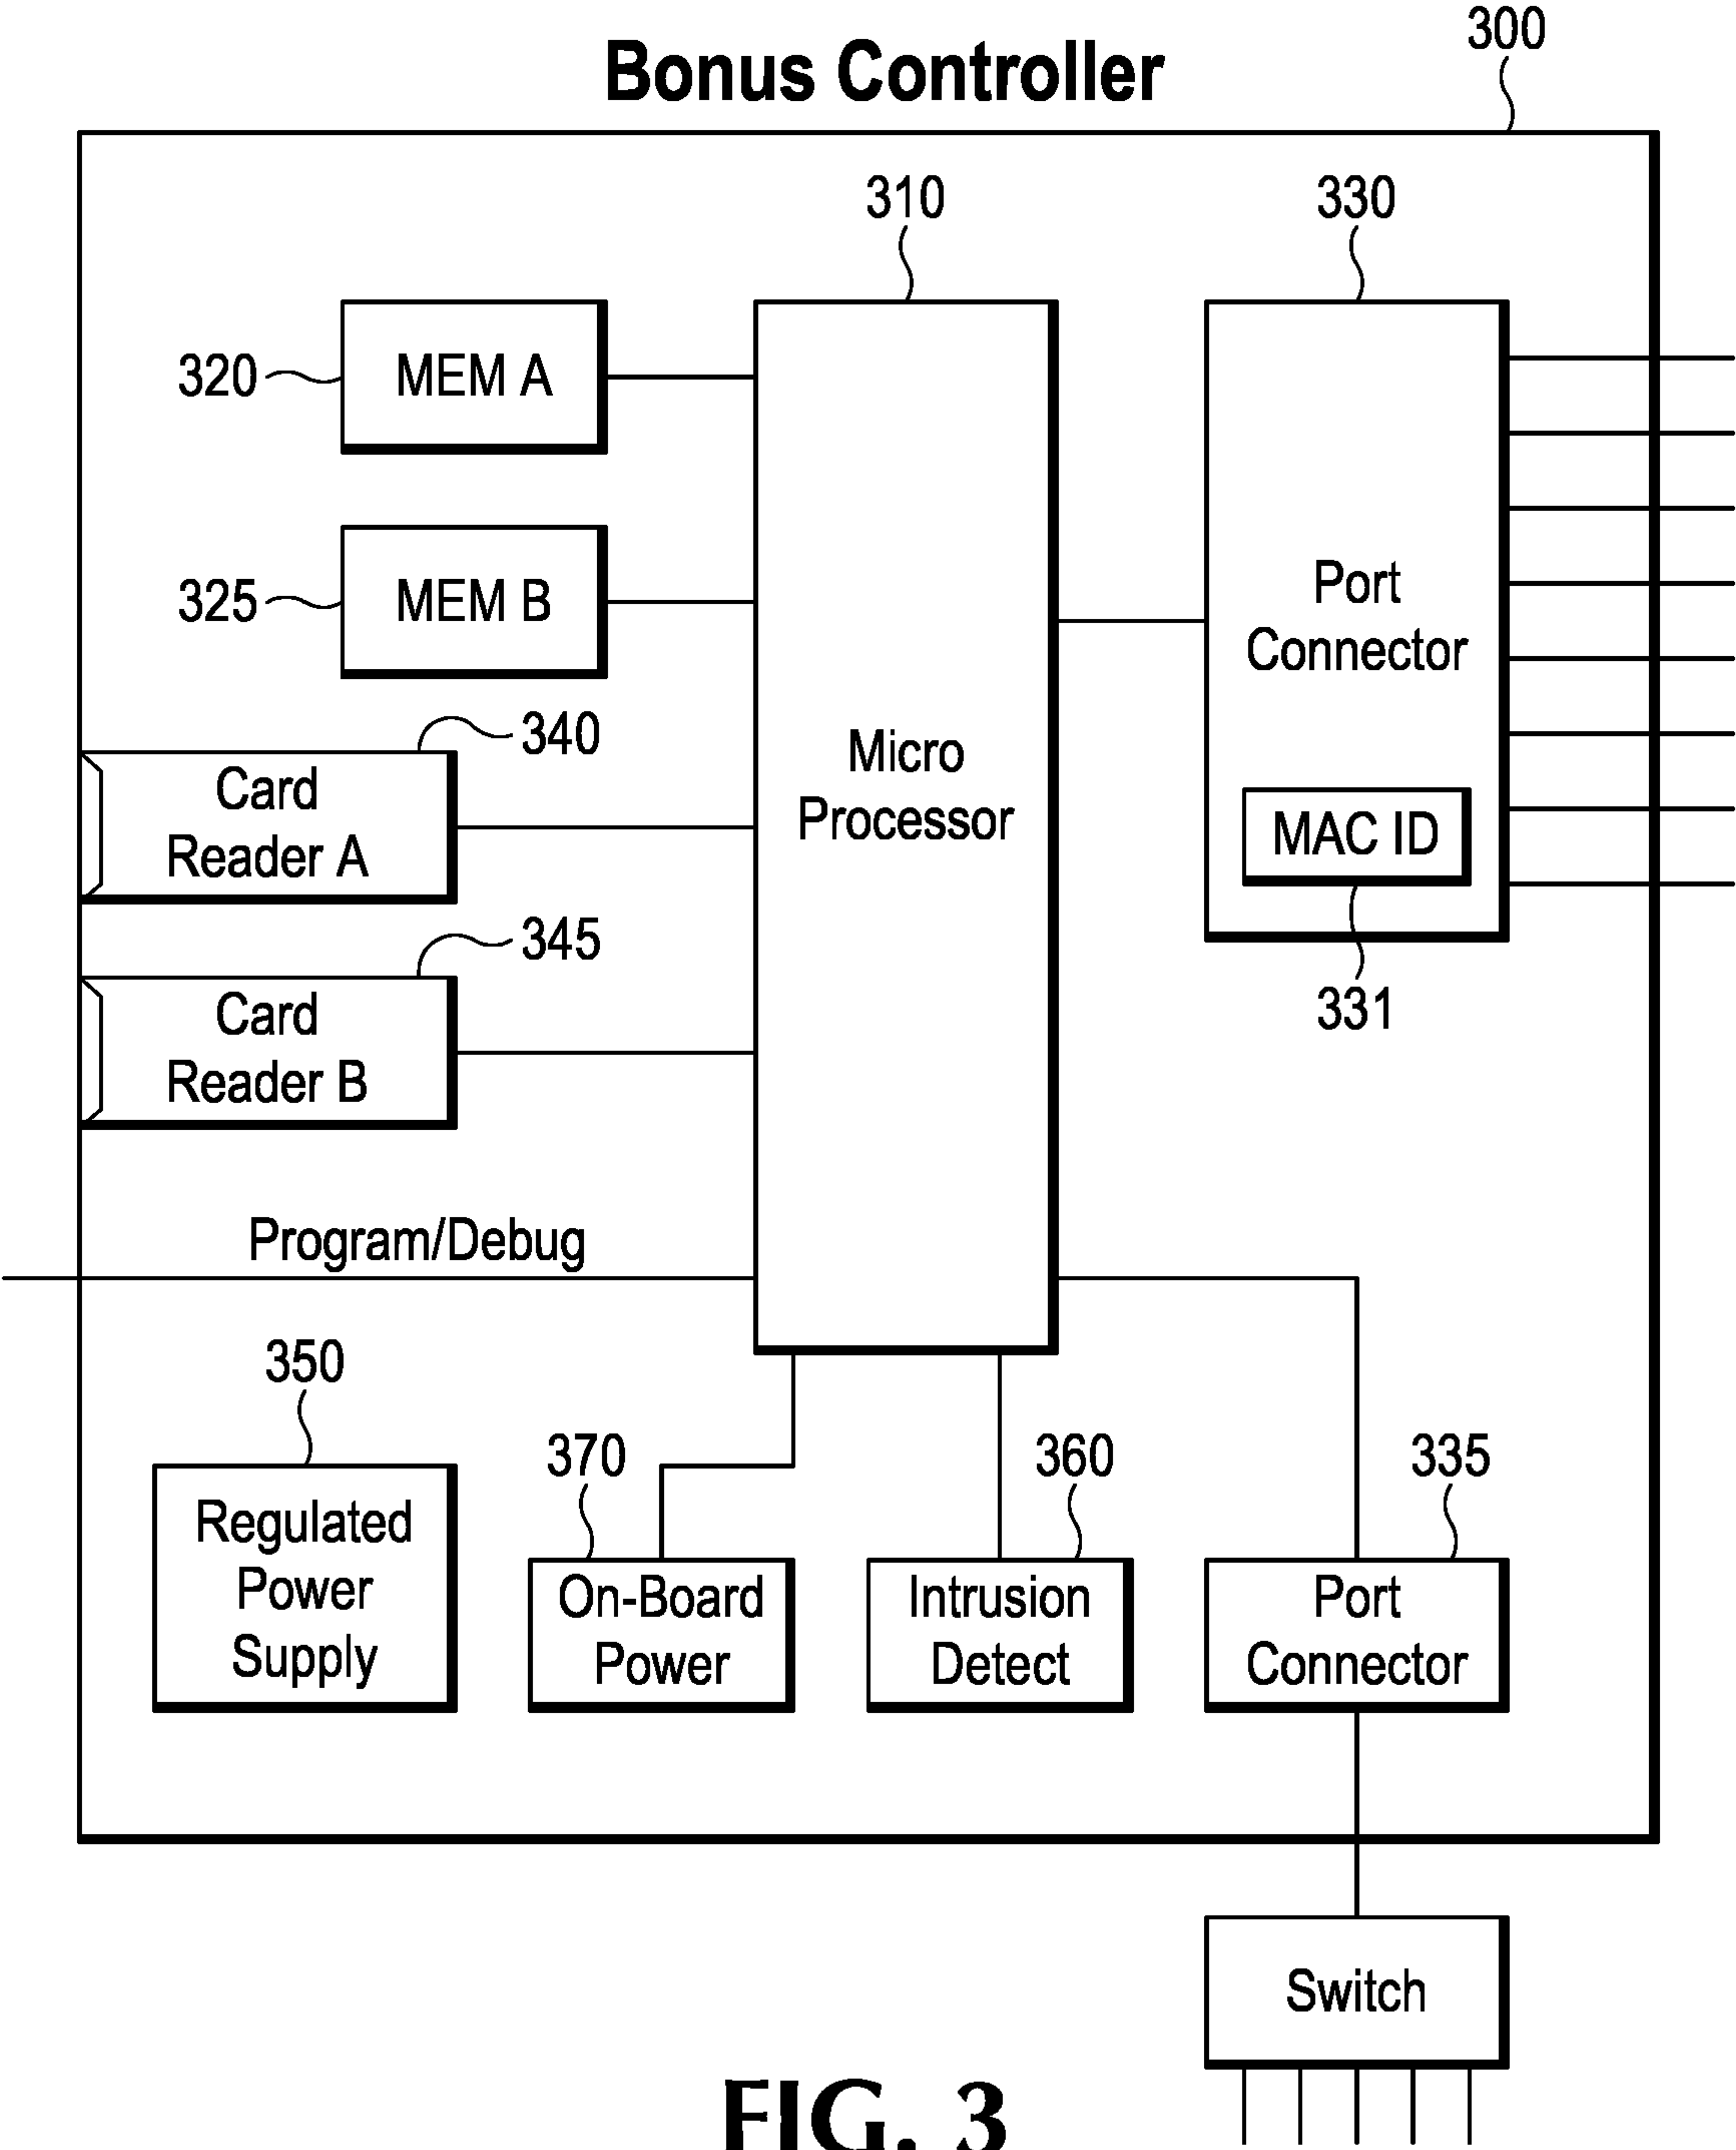 300
Bonus Controller
310
330
320
MEM A
325
MEM B
Port
Connector
340
Card
Reader A
Micro
Processor
MAC ID
345
331
Card
Reader B
Program/Debug
350
370
360
335
Regulated
Power
Supply
On-Board
Power
Intrusion
Detect
Port
Connector
Switch
FIG. 3